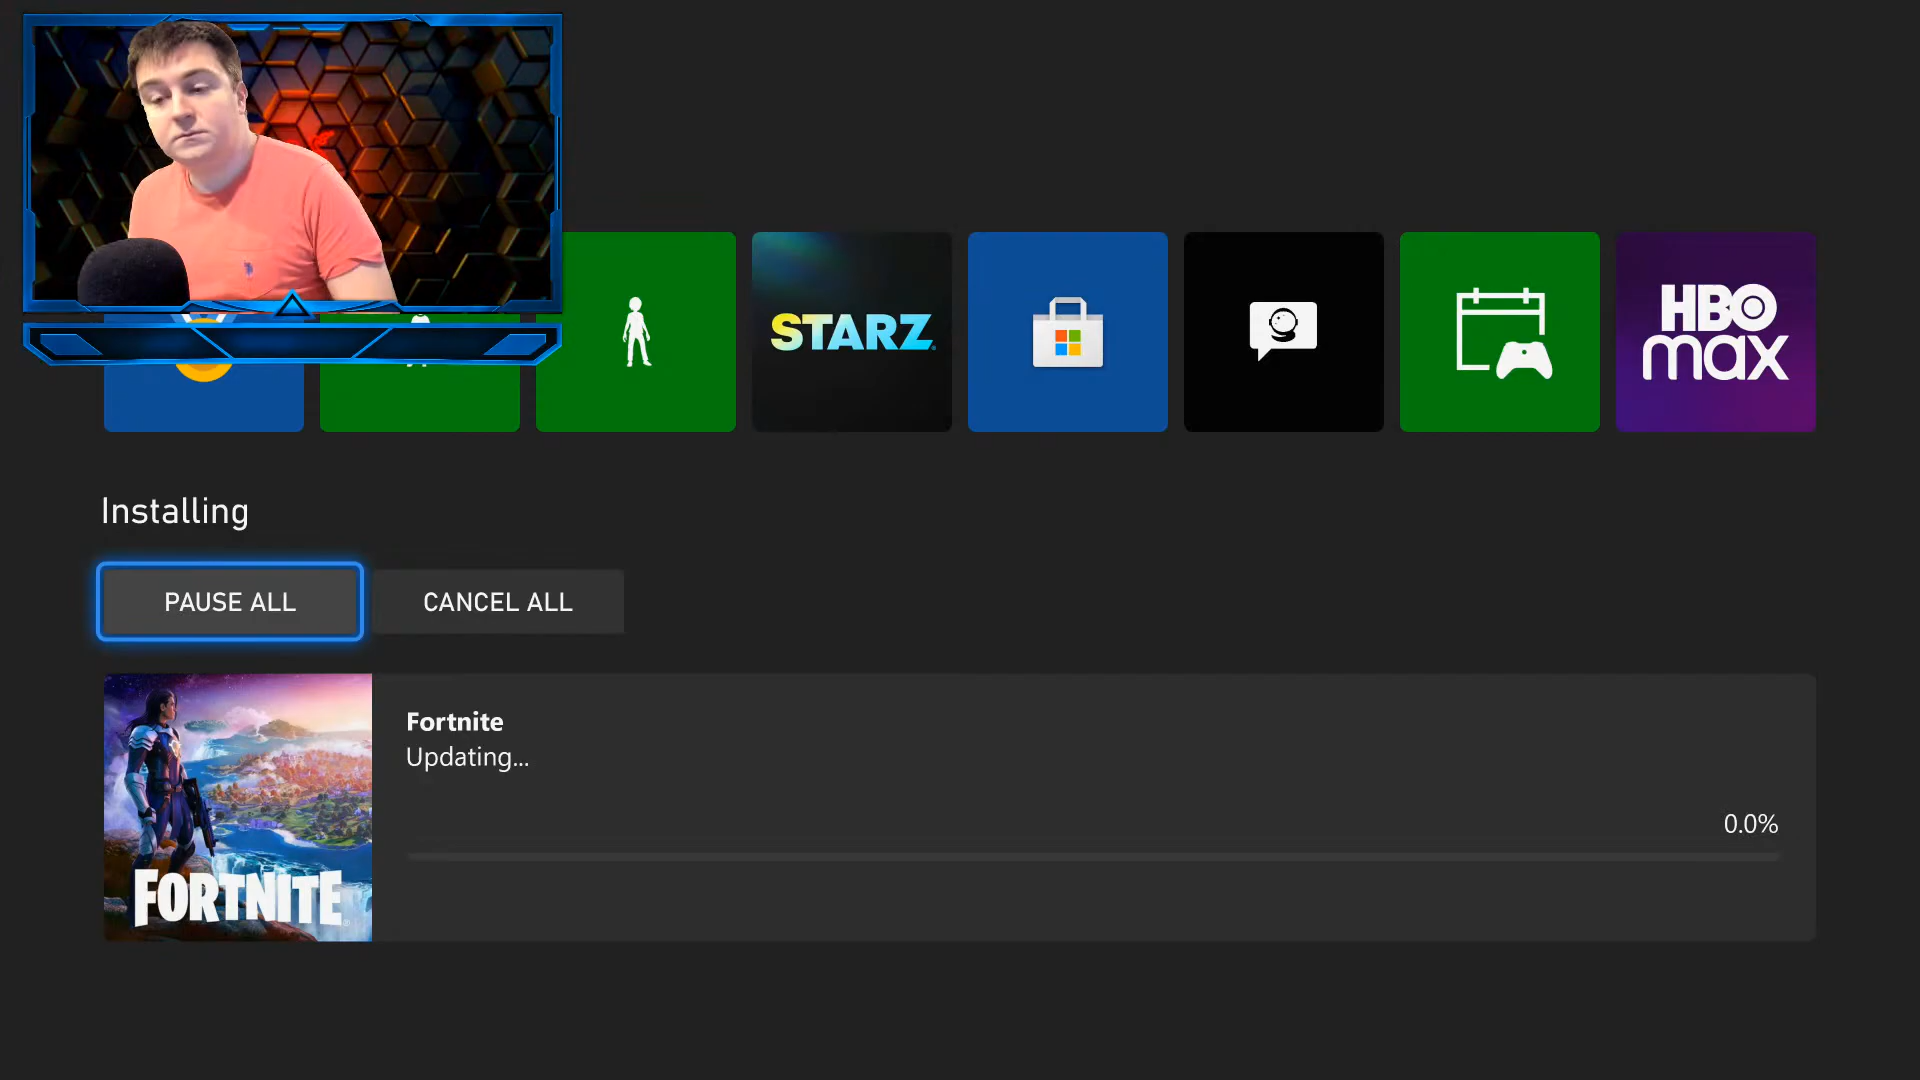 STARZ
g
HBO
max
Installing
PAUSE ALL
CANCEL ALL
Fortnite
Updating...
0.0%
FORTNITE